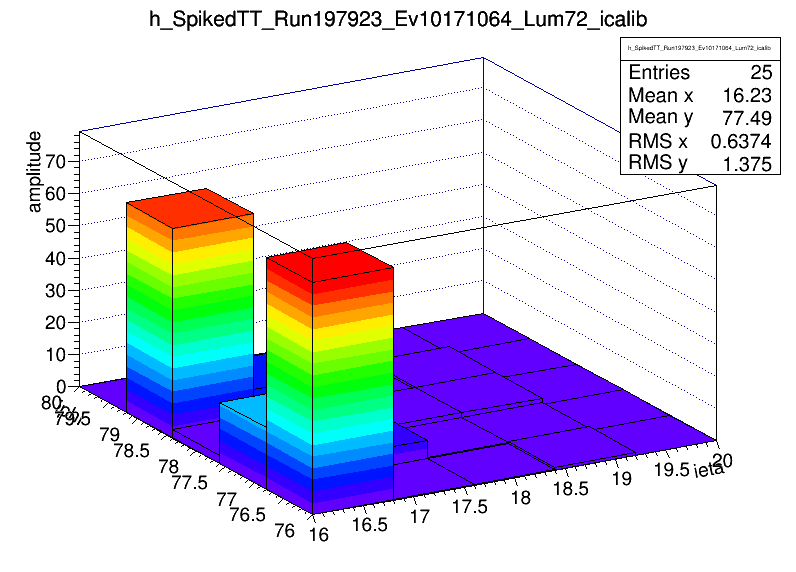 h_SpikedTT_Run197923_Ev10171064_Lum72_icalib
h_SpikedTT_Run197923_Ev10171064_Lum72_icalib
Entries 25
Mean x 16.23
Mean y 77.49
RMS x 0.6374
RMS y 1.375
amplitude
70
60
50
40
30
20
10
0
80
79.5
79
78.5
78
77.5
77
76.5
76
16
16.5
17
17.5
18
18.5
19
19.5
20
ieta